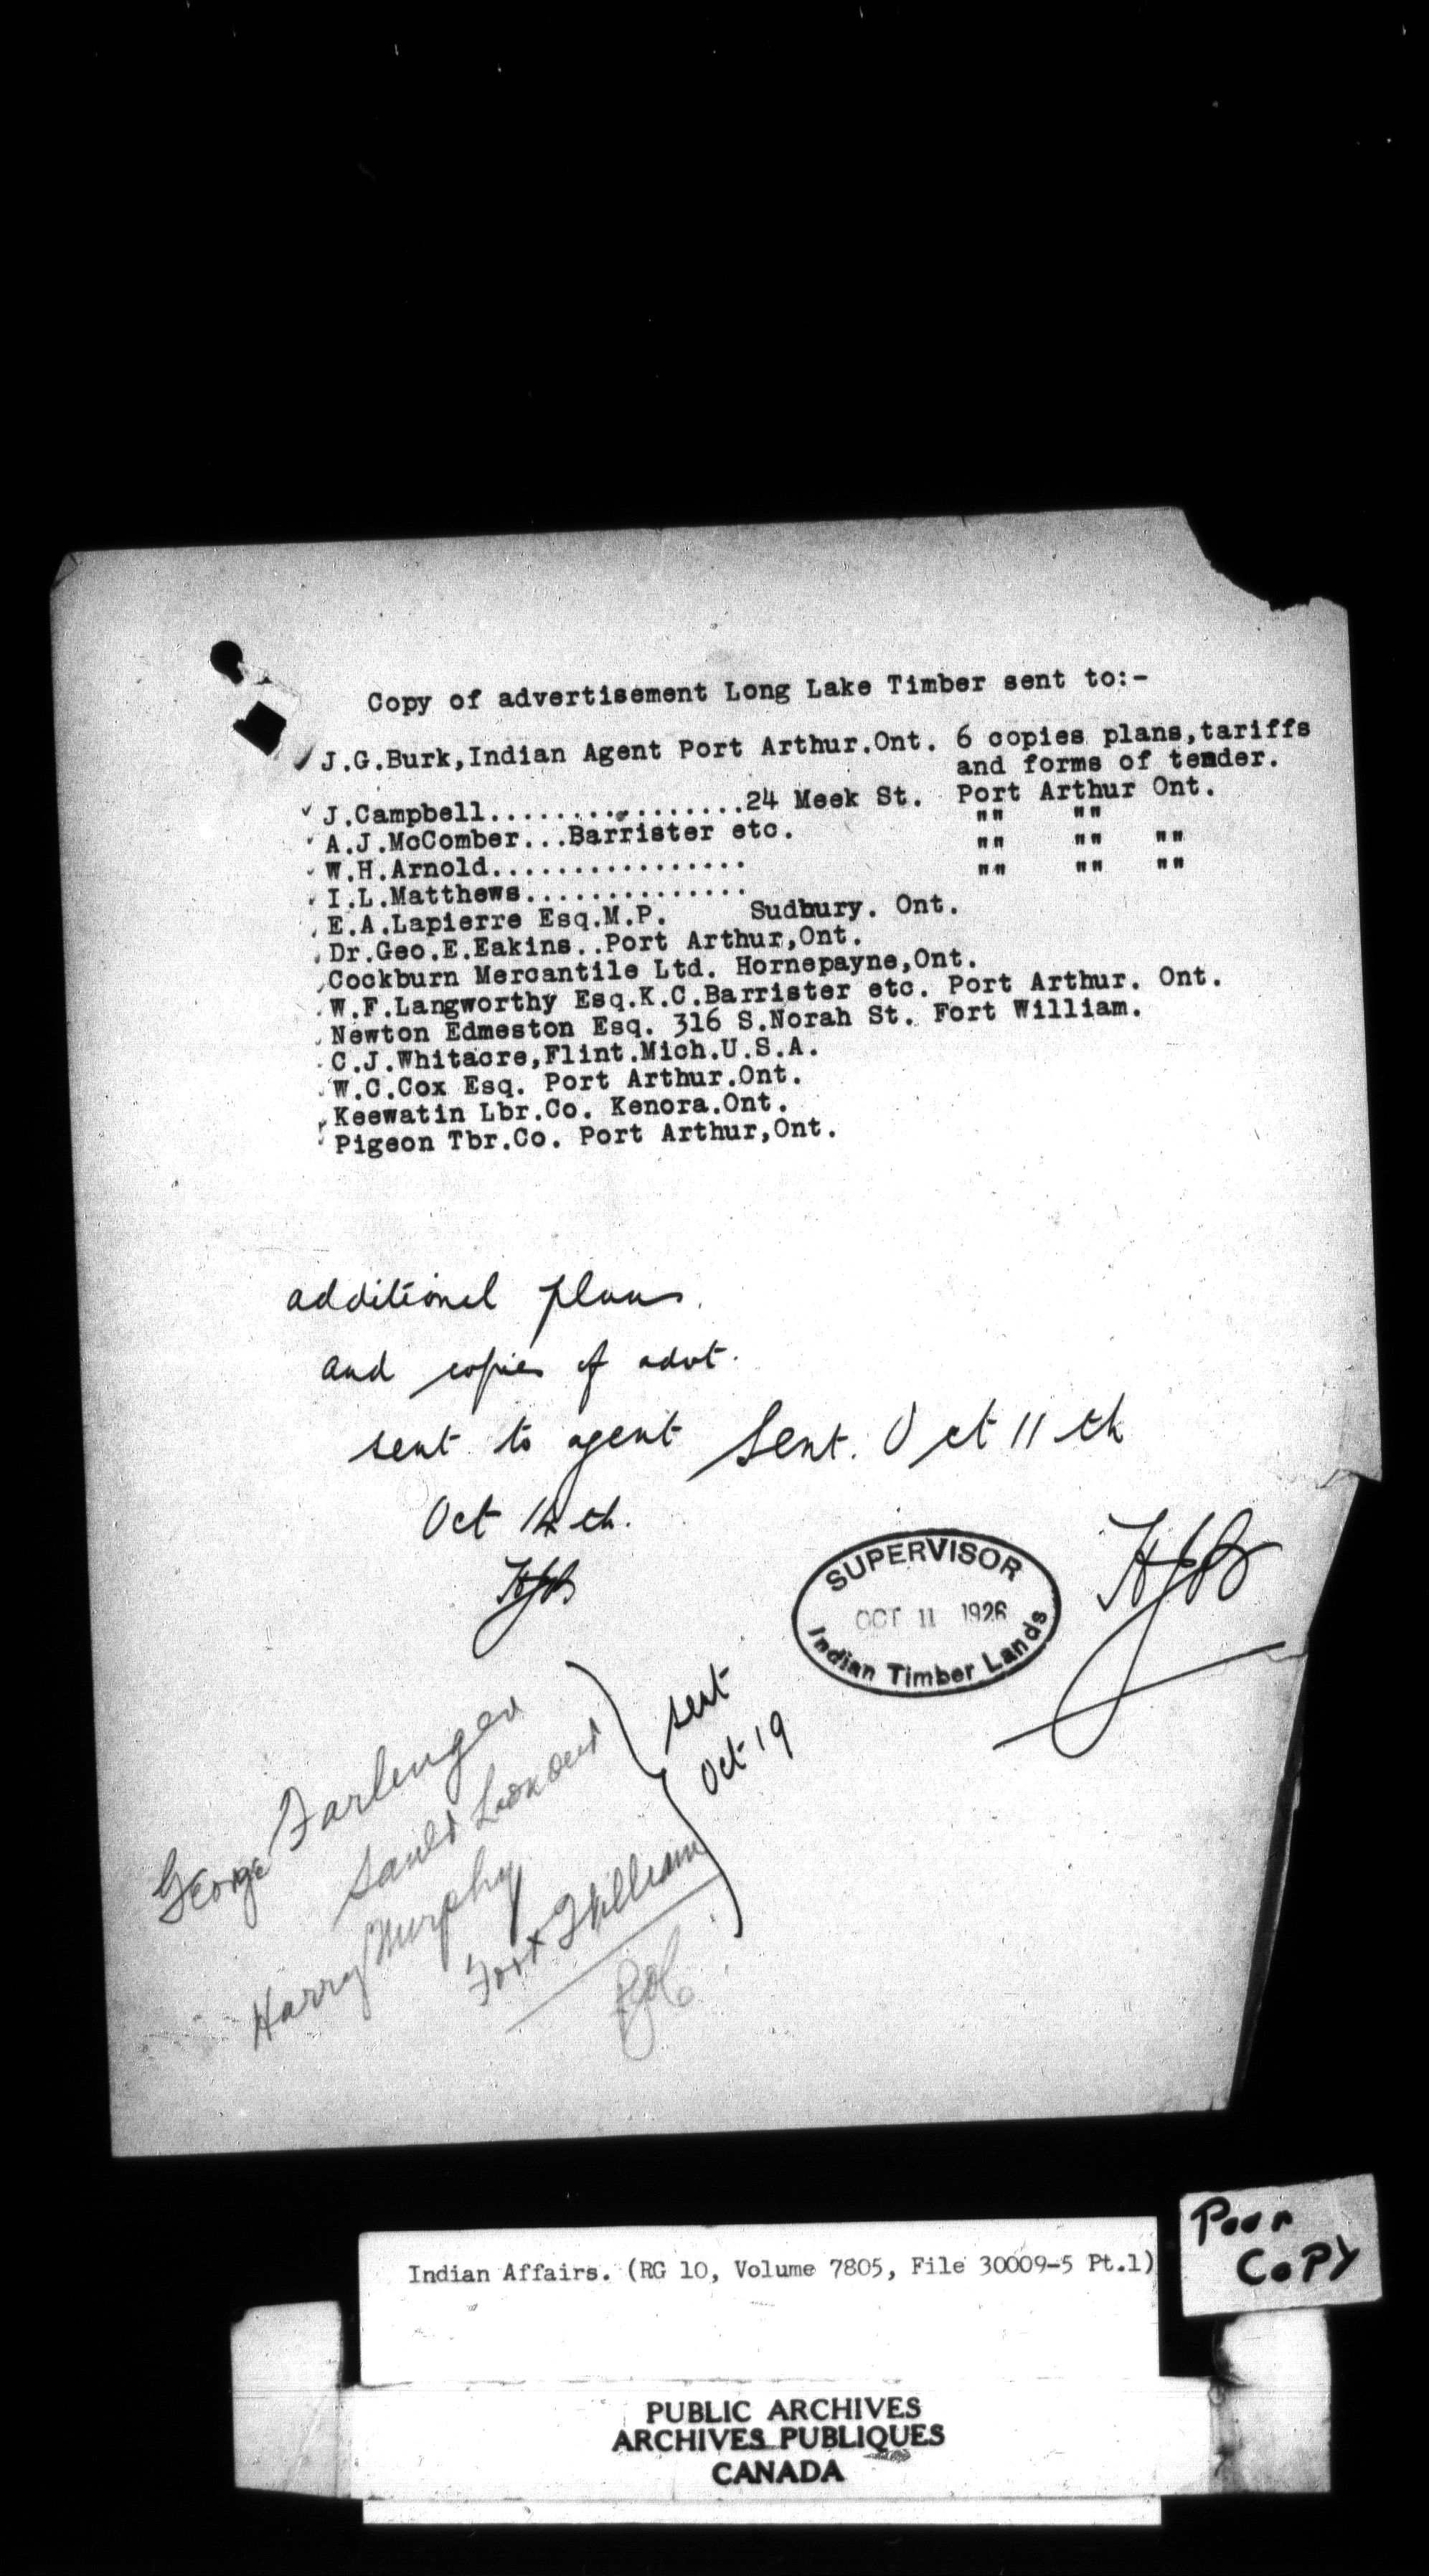 Copy of advertisement Long Lake Timber sent to:-
J.G.Burk,Indian Agent Port Arthur.Ont. 6 copies plans,tariffs
and forms of tender.
J.Campbell................24 Meek St. Port Arthur Ont.
A.J.McComber...Barrister etc. "" ""
W.H.Arnold................ "" "" ""
I.L.Matthews.............. "" "" ""
E.A.Lapierre Esq.M.P. Sudbury. Ont.
Dr.Geo.E.Eakins..Port Arthur,Ont.
Cockburn Mercantile Ltd. Hornepayne,Ont.
W.F.Langworthy Esq.K.C.Barrister etc. Port Arthur. Ont.
Newton Edmeston Esq. 316 S.Norah St. Fort William.
C.J.Whitacre,Flint.Mich.U.S.A.
W.C.Cox Esq. Port Arthur.Ont.
Keewatin Lbr.Co. Kenora.Ont.
Pigeon Tbr.Co. Port Arthur,Ont.
additional plans.
and copies of advt.
sent to agent Sent. Oct 11th
Oct
SUPERVISOR
OCT 11 1926
Indian Timber Lands
George Farlinger
Lookout
Harry Murphy
Fort William
sent
Oct 19
Poor
COPY
Indian Affairs. (RG 10, Volume 7805, File 30009-5 Pt.1)
PUBLIC ARCHIVES
ARCHIVES PUBLIQUES
CANADA